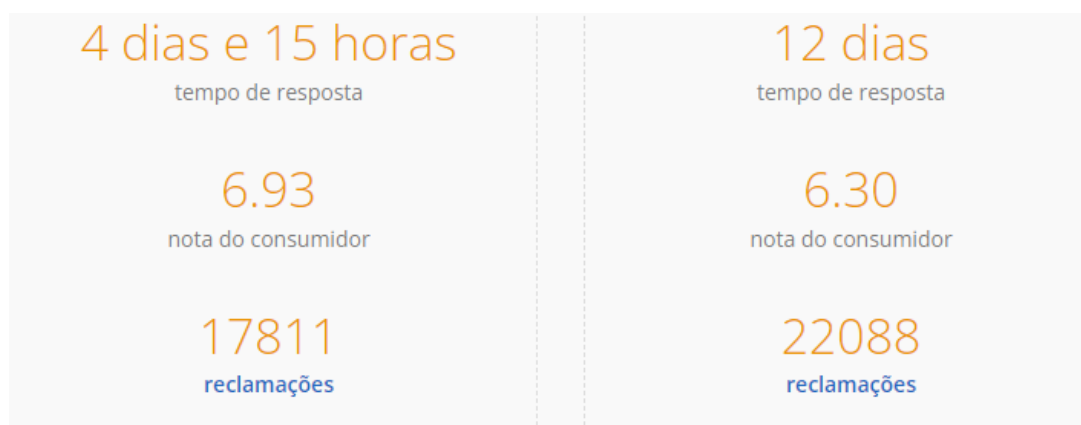 4 dias e 15 horas
tempo de resposta
6.93
nota do consumidor
17811
reclamações
12 dias
tempo de resposta
6.30
nota do consumidor
22088
reclamações